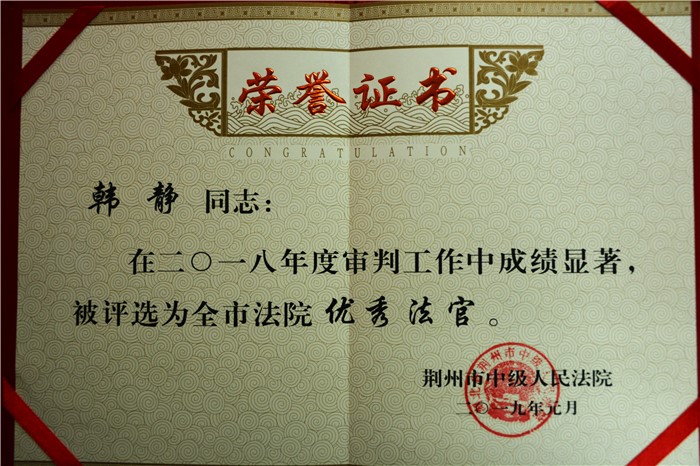 荣誉证书
CONGRATULATION
韩静同志：
在二〇一八年度审判工作中成绩显著，
被评选为全市法院优秀法官。
荆州市中级人民法院
二〇一九年元月